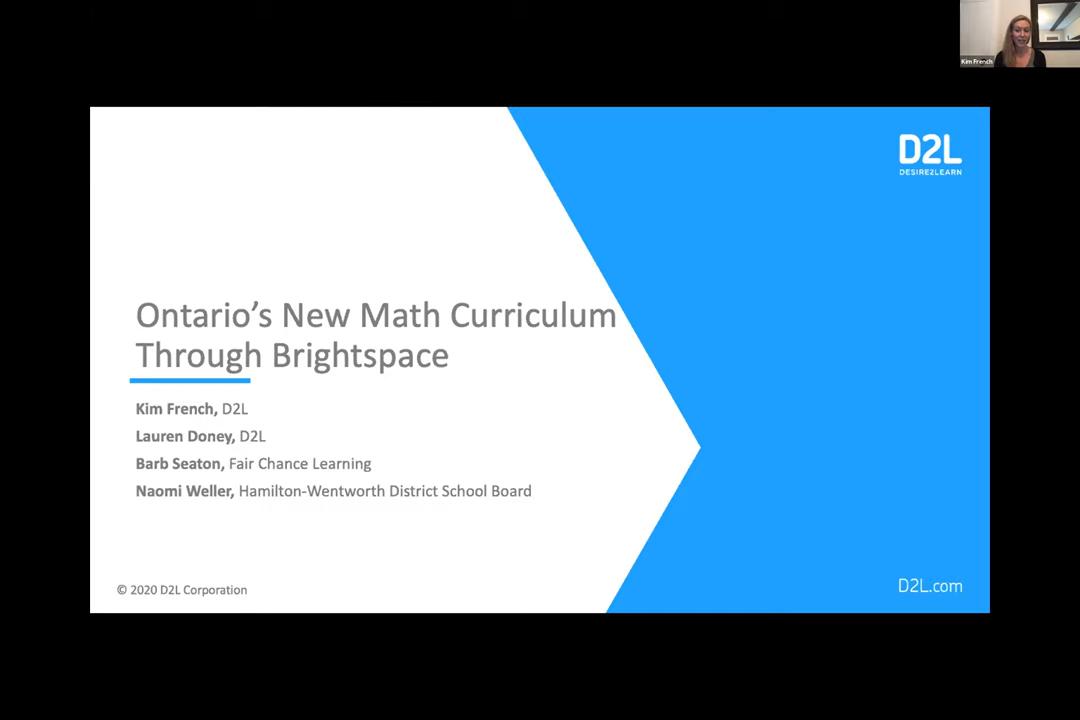 Kim French
D2L
DESIRE2LEARN
Ontario's New Math Curriculum
Through Brightspace
Kim French, D2L
Lauren Doney, D2L
Barb Seaton, Fair Chance Learning
Naomi Weller, Hamilton-Wentworth District School Board
© 2020 D2L Corporation
D2L.com